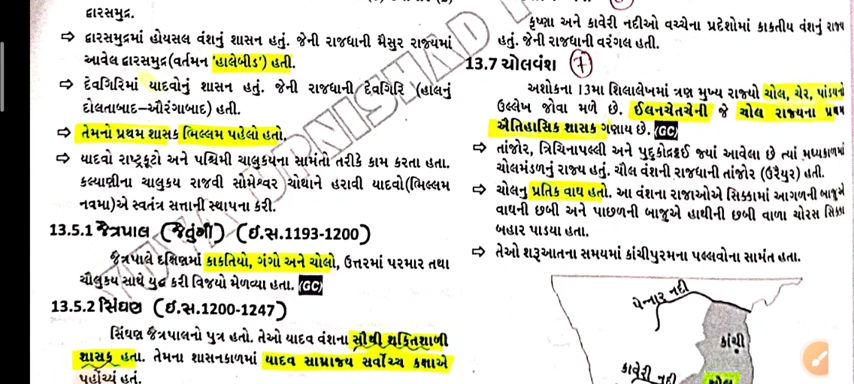 દ્વારસમુદ્ર.
⇒ દ્વારસમુદ્રમાં હોયસલ વંશનું શાસન હતું. જેની રાજધાની મૈસુર રાજ્યમાં
આવેલ દ્વારસમુદ્ર(વર્તમન 'હાલેબીડ') હતી.
⇒ દેવગિરિમાં યાદવોનું શાસન હતું. જેની રાજધાની દેવગિરિ (હાલનું
દોલતાબાદ-ઔરંગાબાદ) હતી.
⇒ તેમનો પ્રથમ શાસક ભિલ્લમ પહેલો હતો.
⇒ યાદવો રાષ્ટ્રકૂટો અને પશ્ચિમી ચાલુક્યના સામંતો તરીકે કામ કરતા હતા.
કલ્યાણીના ચાલુક્ય રાજવી સોમેશ્વર ચોથાને હરાવી યાદવો(ભિલ્લમ
નવમા)એ સ્વતંત્ર સત્તાની સ્થાપના કરી.
13.5.1 જૈત્રપાલ (જૈતુગી) (ઇ.સ.1193-1200)
જૈત્રપાલે દક્ષિણમાં કાકતિયો, ગંગો અને ચોલો, ઉત્તરમાં પરમાર તથા
ચૌલુક્ય સાથે યુદ્ધ કરી વિજયો મેળવ્યા હતા. (GC)
13.5.2 સિંઘણ (ઇ.સ.1200-1247)
સિંઘણ જૈત્રપાલનો પુત્ર હતો. તેઓ યાદવ વંશના સૌથી શક્તિશાળી
શાસક હતા. તેમના શાસનકાળમાં યાદવ સામ્રાજ્ય સર્વોચ્ચ કક્ષાએ
પહોંચ્યું હતું.
કૃષ્ણા અને કાવેરી નદીઓ વચ્ચેના પ્રદેશોમાં કાકતીય વંશનું રાજ્ય
હતું. જેની રાજધાની વરંગલ હતી.
13.7 ચોલવંશ 7
અશોકના 13મા શિલાલેખમાં ત્રણ મુખ્ય રાજ્યો ચોલ, ચેર, પાંડયનો
ઉલ્લેખ જોવા મળે છે. ઈલનચેતચેની જે ચોલ રાજ્યના પ્રથમ
ઐતિહાસિક શાસક ગણાય છે. (GC)
⇒ તાંજોર, ત્રિચિનાપલ્લી અને પુદુકોદ્દઈ જ્યાં આવેલા છે ત્યાં મધ્યકાળમાં
ચોલમંડળનું રાજ્ય હતું. ચૌલ વંશની રાજધાની તાંજોર (ઉરૈયુર) હતી.
⇒ ચોલનુ પ્રતિક વાઘ હતો. આ વંશના રાજાઓએ સિક્કામાં આગળની બાજુએ
વાઘની છબી અને પાછળની બાજુએ હાથીની છબી વાળા ચોરસ સિક્કા
બહાર પાડયા હતા.
⇒ તેઓ શરૂઆતના સમયમાં કાંચીપુરમના પલ્લવોના સામંત હતા.
પેન્નાર નદી
કાંચી
કાવેરી નદી
ચોલ
YUVA UPNISHAD